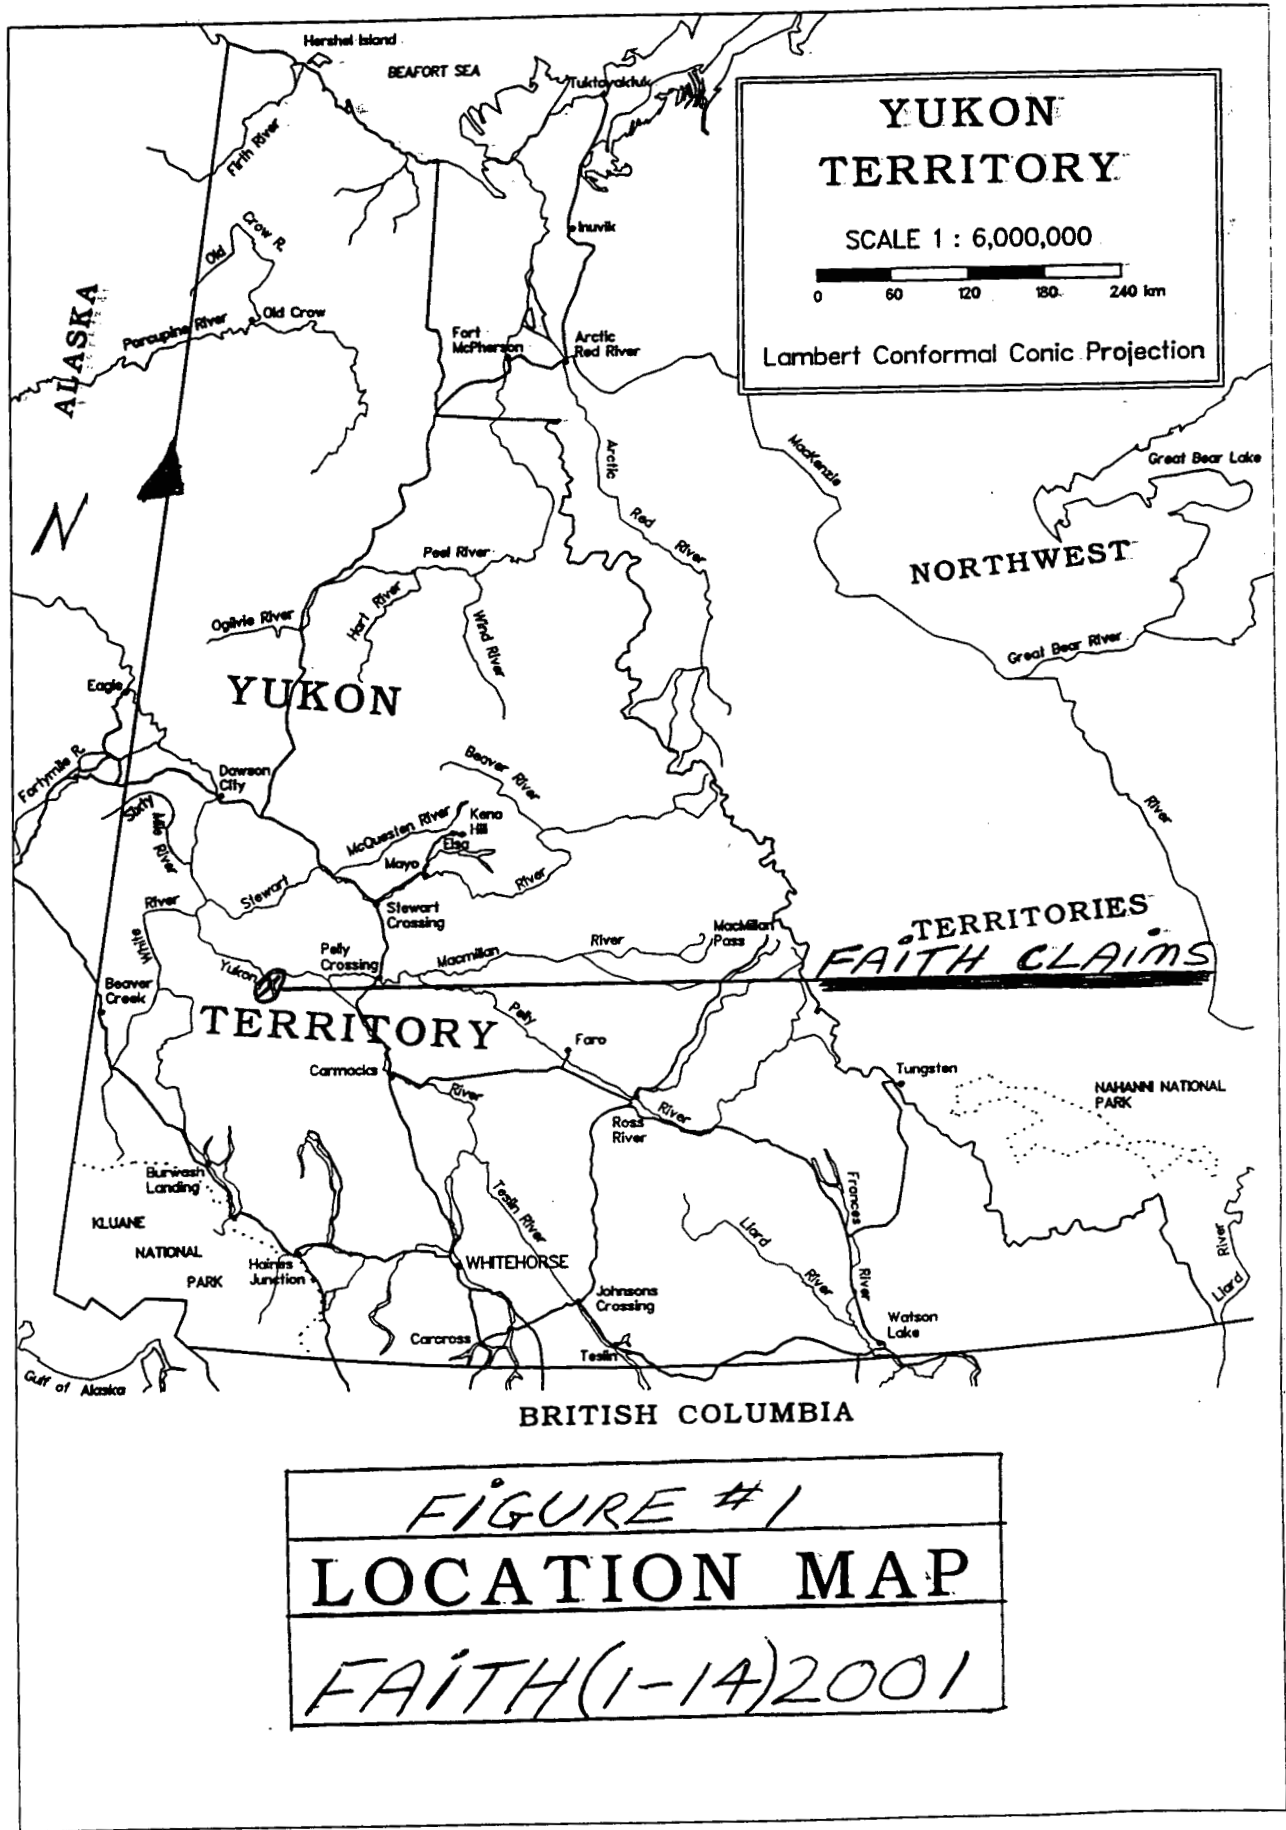 Hershel Island
BEAFORT SEA
Tuktoyaktuk
YUKON
TERRITORY
SCALE 1 : 6,000,000
0 60 120 180 240 km
Lambert Conformal Conic Projection
Firth River
Old Crow R.
Inuvik
ALASKA
Porcupine River
Old Crow
Fort
McPherson
Arctic
Red River
MacKenzie
Great Bear Lake
Arctic
Red
River
N
Peel River
NORTHWEST
Ogilvie River
Hart River
Wind River
Great Bear River
Eagle
YUKON
Fortymile R.
Dawson
City
Beaver River
Sixty
Mile River
McQuesten River
Keno
Hill
Elsa
Mayo
River
River
Stewart
River
Stewart
Crossing
White
TERRITORIES
MacMillan
Pass
Pelly
Crossing
Macmillan
River
FAiTH CLAiMS
Yukon
Beaver
Creek
TERRITORY
Pelly
Faro
Carmacks
River
Tungsten
NAHANNI NATIONAL
PARK
River
Ross
River
Burwash
Landing
Teslin River
Frances
KLUANE
NATIONAL
PARK
Liard
River
River
River
Liard
Haines
Junction
WHITEHORSE
Johnsons
Crossing
Watson
Lake
Carcross
Teslin
Gulf of Alaska
BRITISH COLUMBIA
FiGURE #1
LOCATION MAP
FAiTH(1-14)2001